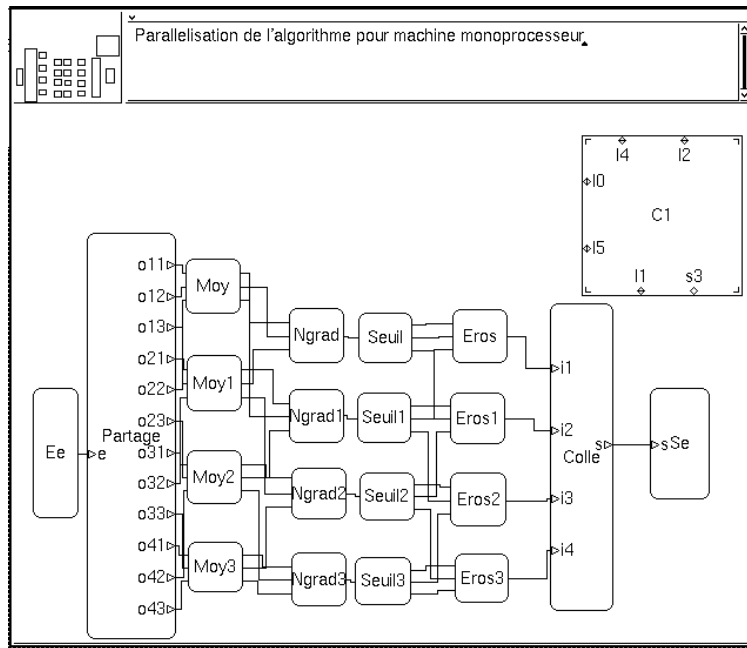 Parallelisation de l'algorithme pour machine monoprocesseur
I4 I2
I0
C1
I5
I1 s3
o11
o12
o13
o21
o22
o23
o31
o32
o33
o41
o42
o43
Ee
e
Partage
Moy
Moy1
Moy2
Moy3
Ngrad
Ngrad1
Ngrad2
Ngrad3
Seuil
Seuil1
Seuil2
Seuil3
Eros
Eros1
Eros2
Eros3
i1
i2
i3
i4
s
Colle
s Se